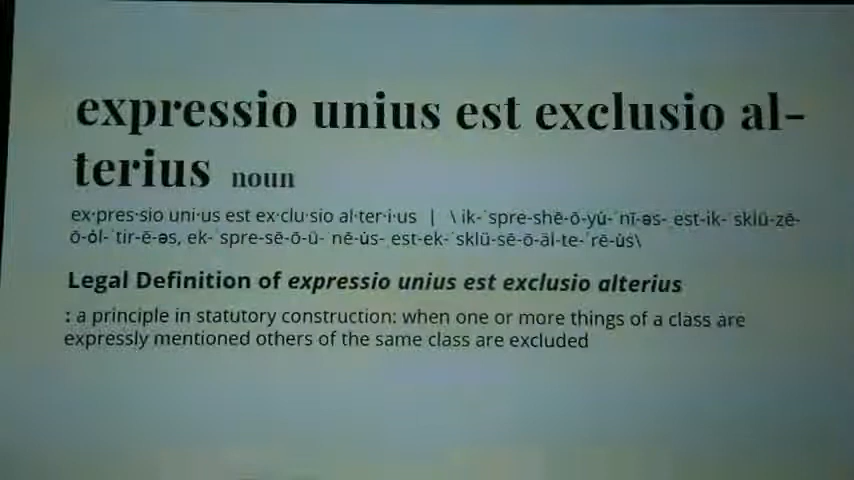 expressio unius est exclusio al-
terius noun
ex·pres·sio uni·us est ex·clu·sio al·ter·i·us | \ ik-ˈspre-shē-ō-yu̇-ˈnī-əs-ˌest-ik-ˈsklü-zē-
ō-ȯl-ˈtir-ē-əs, ek-ˈspre-sē-ō-ü-ˈnē-u̇s-ˌest-ek-ˈsklü-sē-ō-äl-te-ˈrē-u̇s\
Legal Definition of expressio unius est exclusio alterius
: a principle in statutory construction: when one or more things of a class are
expressly mentioned others of the same class are excluded